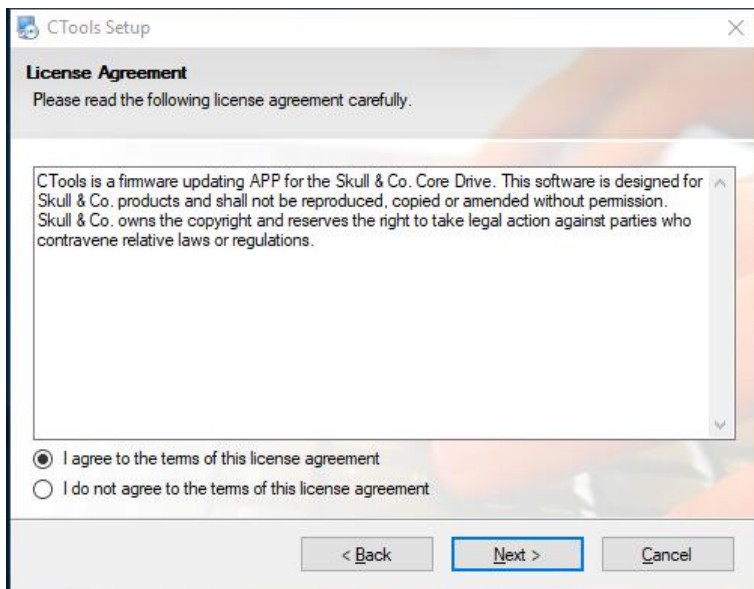 CTools Setup
License Agreement
Please read the following license agreement carefully.
CTools is a firmware updating APP for the Skull & Co. Core Drive. This software is designed for
Skull & Co. products and shall not be reproduced, copied or amended without permission.
Skull & Co. owns the copyright and reserves the right to take legal action against parties who
contravene relative laws or regulations.
I agree to the terms of this license agreement
I do not agree to the terms of this license agreement
< Back Next > Cancel